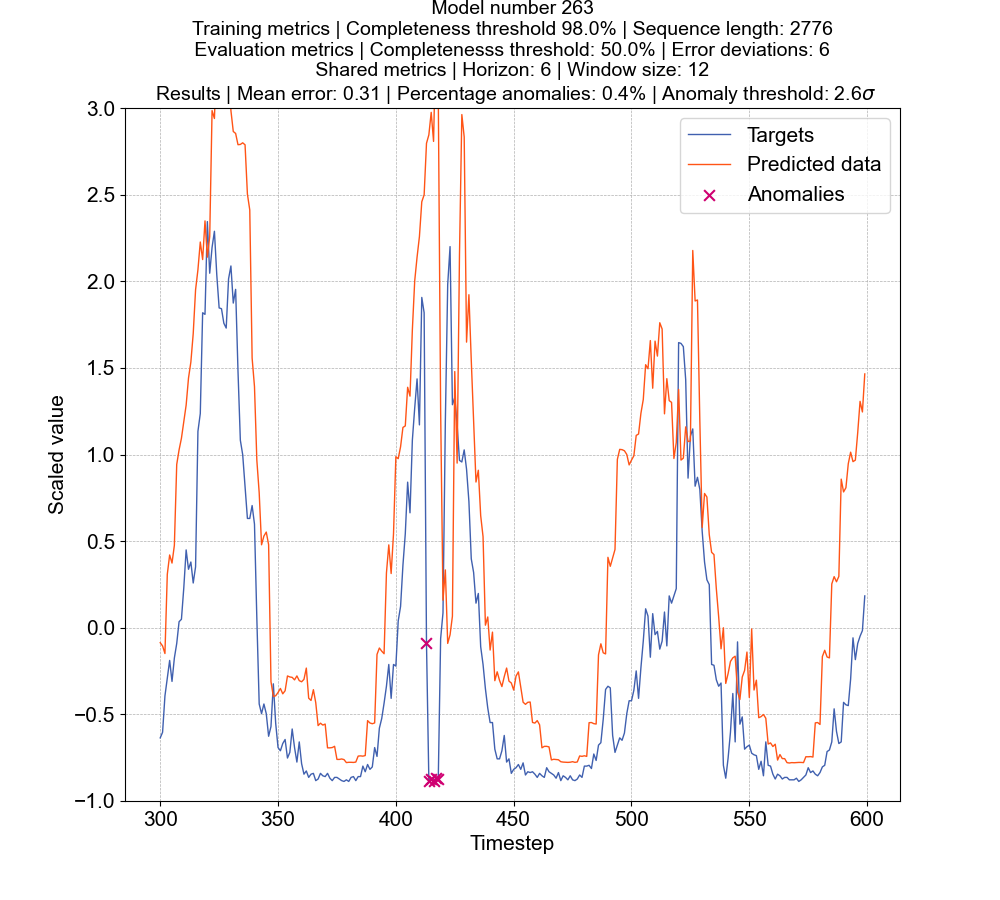 Model number 263
Training metrics | Completeness threshold 98.0% | Sequence length: 2776
Evaluation metrics | Completenesss threshold: 50.0% | Error deviations: 6
Shared metrics | Horizon: 6 | Window size: 12
Results | Mean error: 0.31 | Percentage anomalies: 0.4% | Anomaly threshold: 2.6σ
Targets
Predicted data
Anomalies
3.0
2.5
2.0
1.5
1.0
0.5
0.0
−0.5
−1.0
Scaled value
300
350
400
450
500
550
600
Timestep